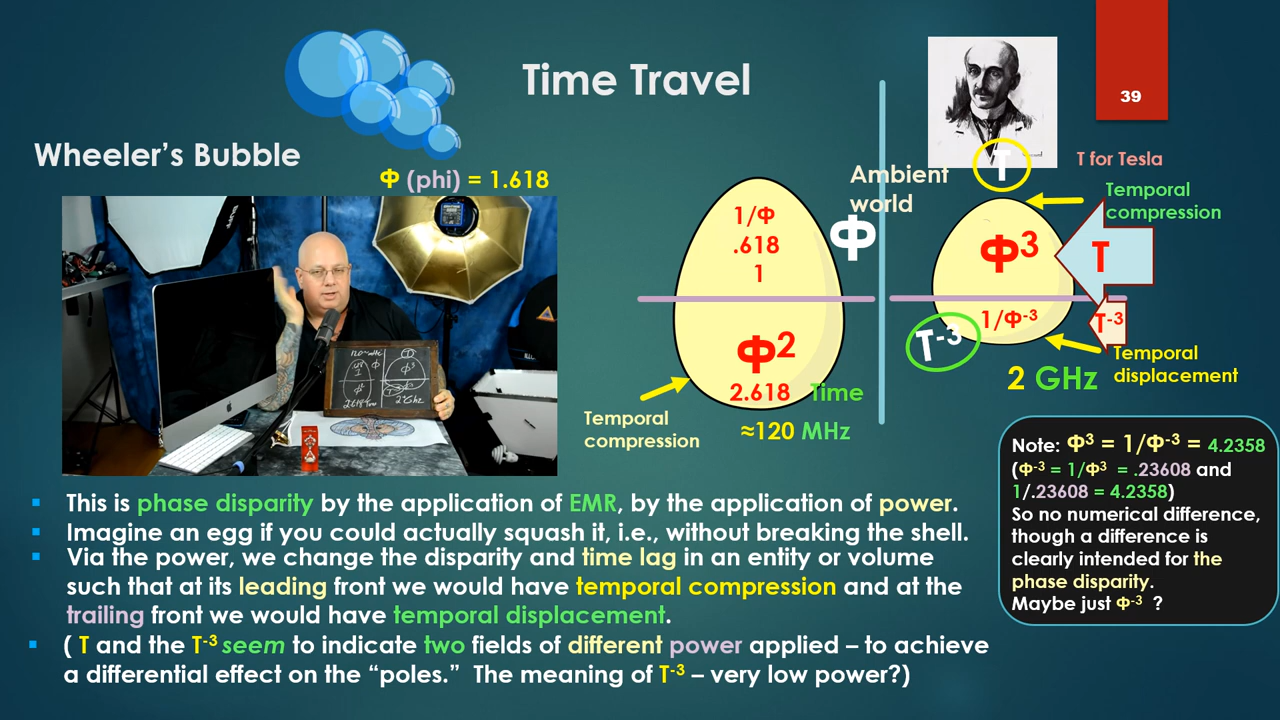 Time Travel
39
Wheeler's Bubble
Φ (phi) = 1.618
Ambient
world
Φ
T
T for Tesla
Temporal
compression
1/Φ
.618
1
Φ²
2.618
Time
≈120 MHz
Temporal
compression
Φ³
1/Φ⁻³
T
T⁻³
T⁻³
2 GHz
Temporal
displacement
Note: Φ³ = 1/Φ⁻³ = 4.2358
(Φ⁻³ = 1/Φ³ = .23608 and
1/.23608 = 4.2358)
So no numerical difference,
though a difference is
clearly intended for the
phase disparity.
Maybe just Φ⁻³ ?
▪ This is phase disparity by the application of EMR, by the application of power.
▪ Imagine an egg if you could actually squash it, i.e., without breaking the shell.
▪ Via the power, we change the disparity and time lag in an entity or volume
such that at its leading front we would have temporal compression and at the
trailing front we would have temporal displacement.
▪ ( T and the T⁻³ seem to indicate two fields of different power applied – to achieve
a differential effect on the “poles.” The meaning of T⁻³ – very low power?)